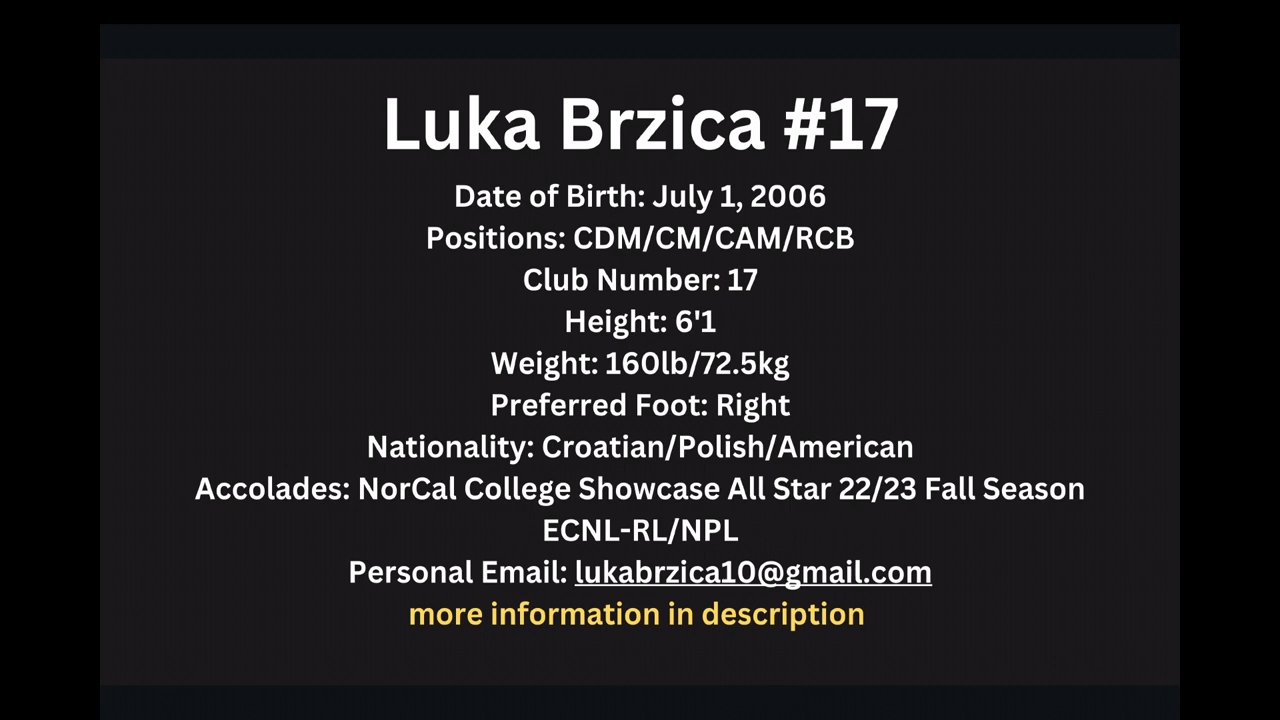 Luka Brzica #17
Date of Birth: July 1, 2006
Positions: CDM/CM/CAM/RCB
Club Number: 17
Height: 6'1
Weight: 160lb/72.5kg
Preferred Foot: Right
Nationality: Croatian/Polish/American
Accolades: NorCal College Showcase All Star 22/23 Fall Season
ECNL-RL/NPL
Personal Email: lukabrzica10@gmail.com
more information in description